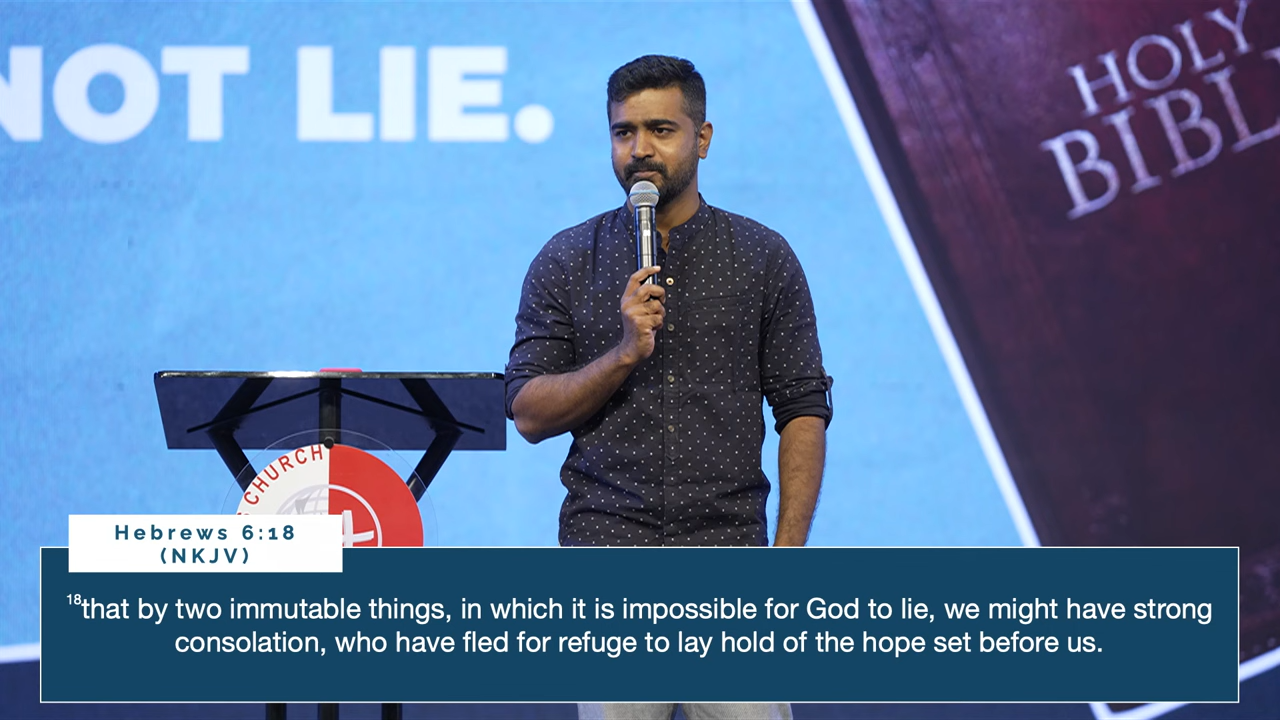 NOT LIE.
HOLY
BIBLE
CHURCH
Hebrews 6:18
(NKJV)
18that by two immutable things, in which it is impossible for God to lie, we might have strong
consolation, who have fled for refuge to lay hold of the hope set before us.